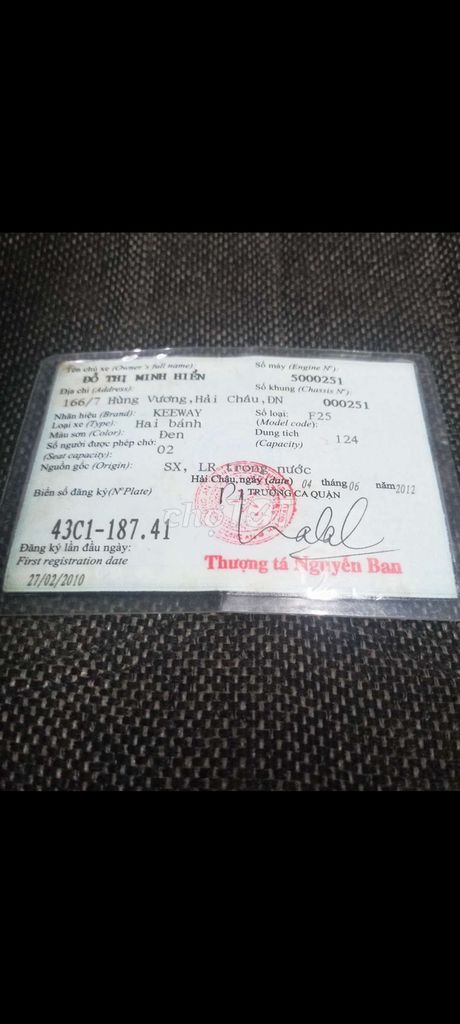 Tên chủ xe (Owner's full name)
ĐỖ THỊ MINH HIỂN
Số máy (Engine N°):
5000251
Địa chỉ (Address):
166/7 Hùng Vương,Hải Châu,ĐN
Số khung (Chassis N°):
000251
Nhãn hiệu (Brand): KEEWAY
Số loại: F25
(Model code):
Loại xe (Type): Hai bánh
Màu sơn (Color): Đen
Dung tích 124
(Capacity)
Số người được phép chở: 02
(Seat capacity):
Nguồn gốc (Origin): SX, LR trong nước
Hải Châu, ngày (date) 04 tháng 06 năm 2012
Biển số đăng ký(N°Plate)
TRƯỞNG CA QUẬN
43C1-187.41
chợ
Đăng ký lần đầu ngày:
First registration date
27/02/2010
Thượng tá Nguyễn Ban